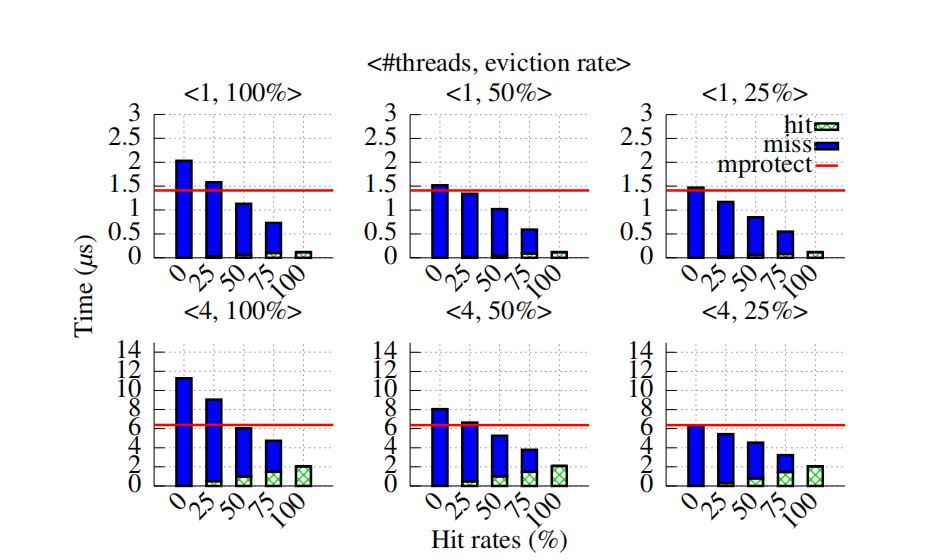 <#threads, eviction rate>
<1, 100%> <1, 50%> <1, 25%>
hit
miss
mprotect
3 2.5 2 1.5 1 0.5 0
3 2.5 2 1.5 1 0.5 0
3 2.5 2 1.5 1 0.5 0
0 25 50 75 100
0 25 50 75 100
0 25 50 75 100
Time (μs)
<4, 100%> <4, 50%> <4, 25%>
14 12 10 8 6 4 2 0
14 12 10 8 6 4 2 0
14 12 10 8 6 4 2 0
0 25 50 75 100
0 25 50 75 100
0 25 50 75 100
Hit rates (%)